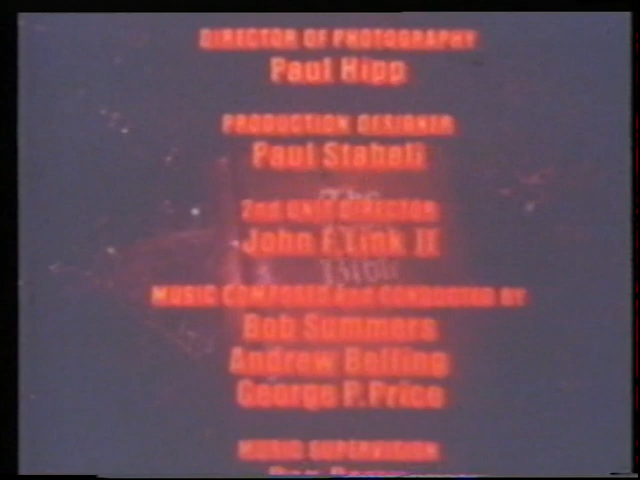 DIRECTOR OF PHOTOGRAPHY
Paul Hipp
PRODUCTION DESIGNER
Paul Staheli
2nd UNIT DIRECTOR
John F Link II
MUSIC COMPOSED And CONDUCTED BY
Bob Summers
Andrew Belling
George P. Price
MUSIC SUPERVISION